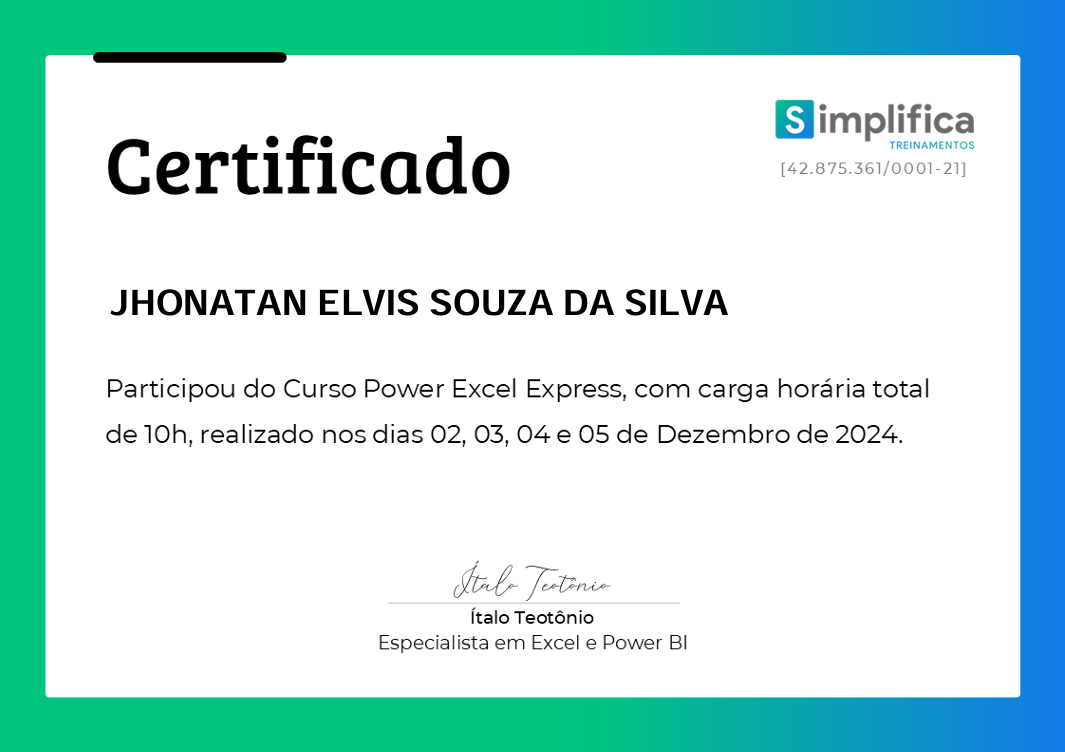 Simplifica
TREINAMENTOS
[42.875.361/0001-21]
Certificado
JHONATAN ELVIS SOUZA DA SILVA
Participou do Curso Power Excel Express, com carga horária total
de 10h, realizado nos dias 02, 03, 04 e 05 de Dezembro de 2024.
Ítalo Teotônio
Ítalo Teotônio
Especialista em Excel e Power BI